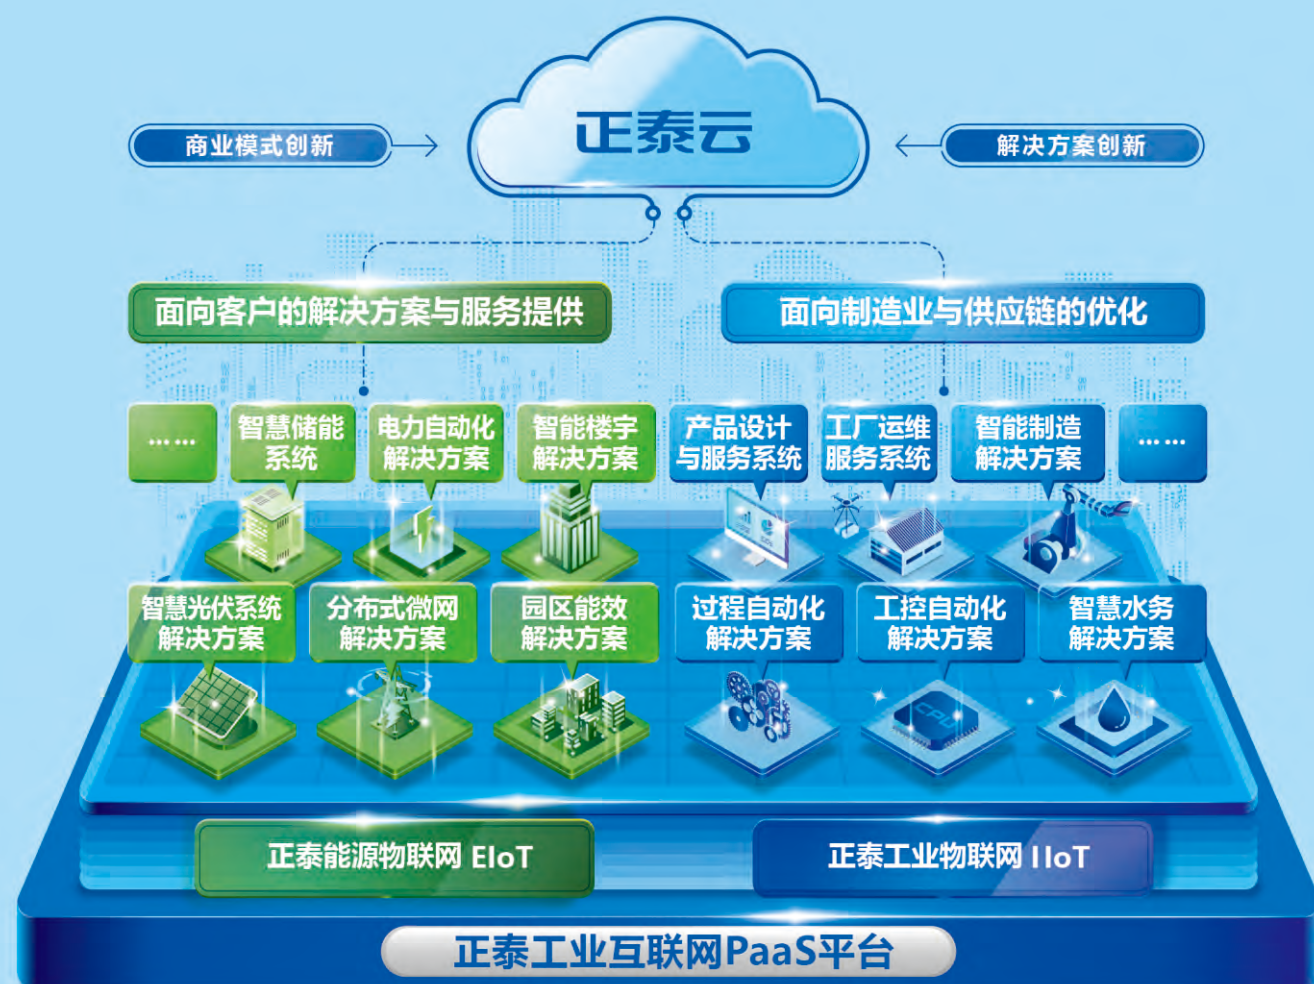 正泰云
商业模式创新
解决方案创新
面向客户的解决方案与服务提供
面向制造业与供应链的优化
……
智慧储能
系统
电力自动化
解决方案
智能楼宇
解决方案
产品设计
与服务系统
工厂运维
服务系统
智能制造
解决方案
……
智慧光伏系统
解决方案
分布式微网
解决方案
园区能效
解决方案
过程自动化
解决方案
工控自动化
解决方案
智慧水务
解决方案
CPU
正泰能源物联网 EIoT
正泰工业物联网 IIoT
正泰工业互联网PaaS平台